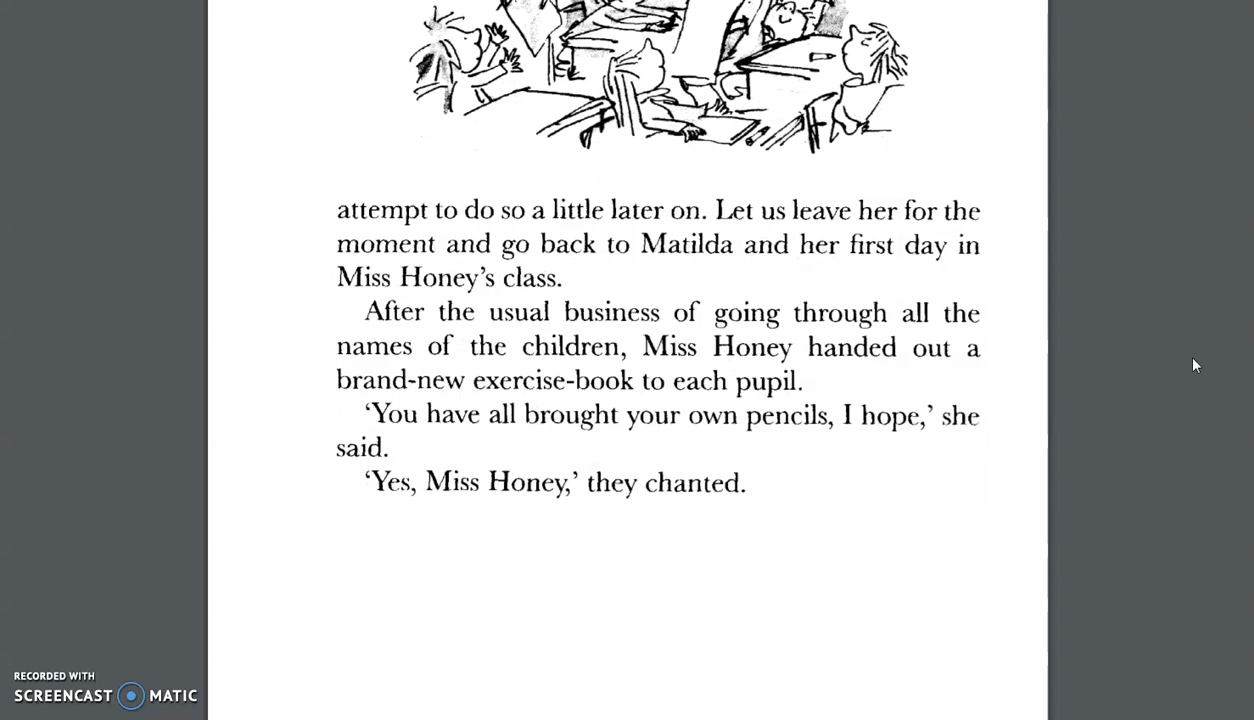 attempt to do so a little later on. Let us leave her for the
moment and go back to Matilda and her first day in
Miss Honey’s class.
After the usual business of going through all the
names of the children, Miss Honey handed out a
brand-new exercise-book to each pupil.
‘You have all brought your own pencils, I hope,’ she
said.
‘Yes, Miss Honey,’ they chanted.
RECORDED WITH
SCREENCAST MATIC